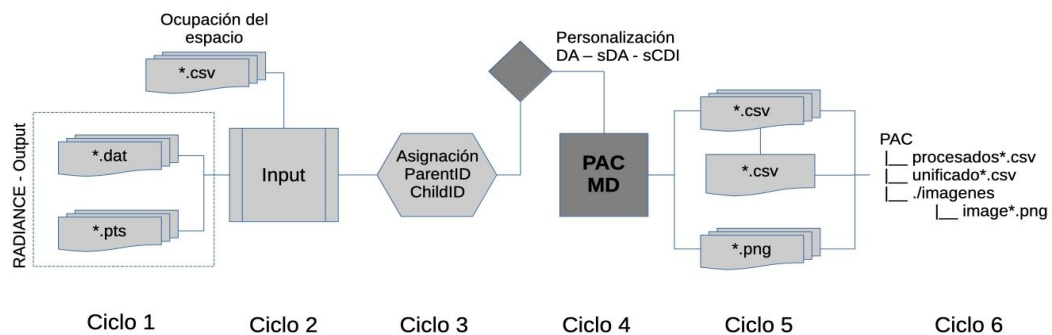 Ocupación del
espacio
*.csv
RADIANCE - Output
*.dat
*.pts
Input
Asignación
ParentID
ChildID
Personalización
DA – sDA - sCDI
PAC
MD
*.csv
*.csv
*.png
PAC
|__ procesados*.csv
|__ unificado*.csv
|__ ./imagenes
|__ image*.png
Ciclo 1
Ciclo 2
Ciclo 3
Ciclo 4
Ciclo 5
Ciclo 6